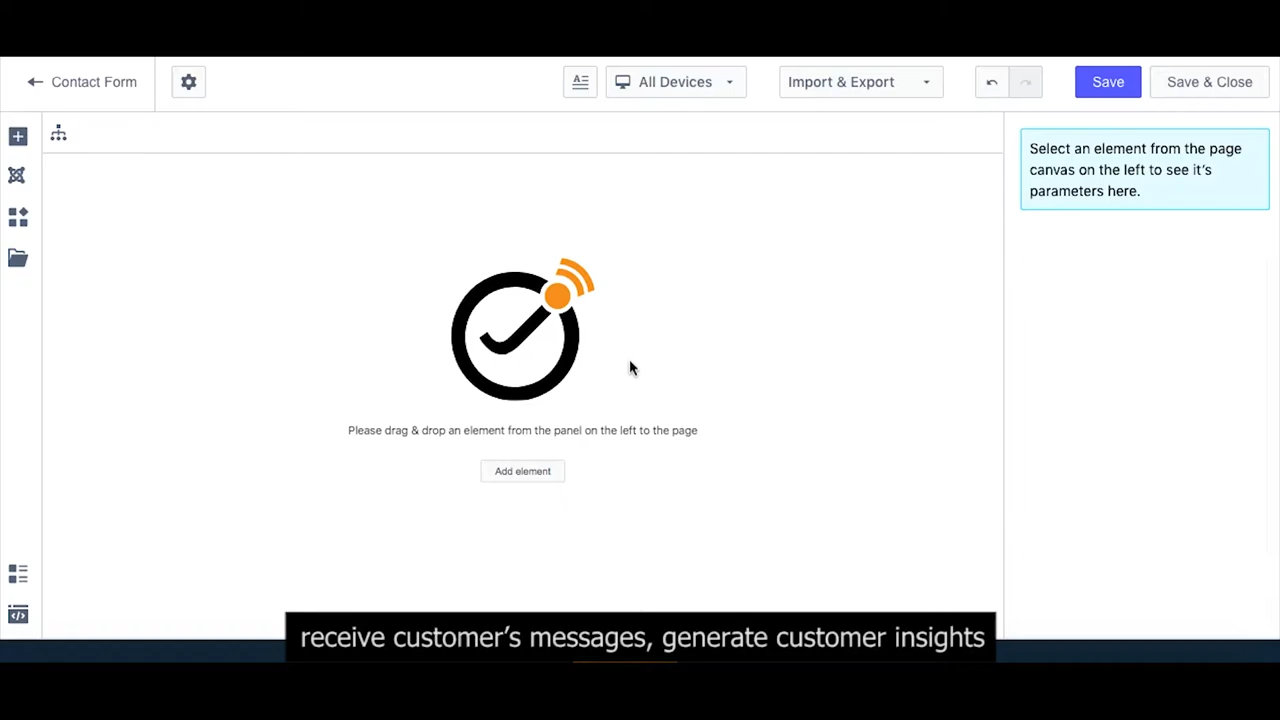 Contact Form
All Devices
Import & Export
Save
Save & Close
Select an element from the page
canvas on the left to see it's
parameters here.
Please drag & drop an element from the panel on the left to the page
Add element
receive customer’s messages, generate customer insights